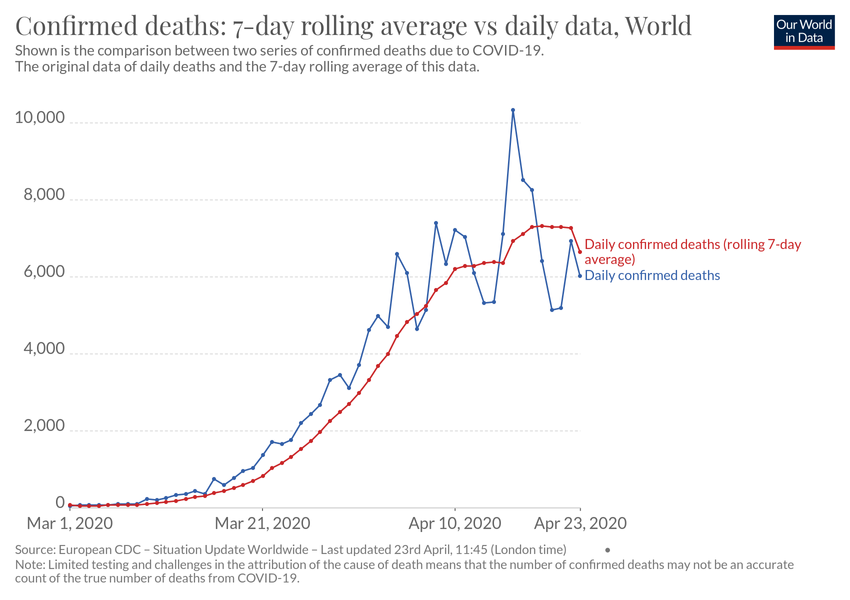 Confirmed deaths: 7-day rolling average vs daily data, World
Our World
in Data
Shown is the comparison between two series of confirmed deaths due to COVID-19.
The original data of daily deaths and the 7-day rolling average of this data.
10,000
8,000
6,000
4,000
2,000
0
Daily confirmed deaths (rolling 7-day
average)
Daily confirmed deaths
Mar 1, 2020
Mar 21, 2020
Apr 10, 2020
Apr 23, 2020
Source: European CDC – Situation Update Worldwide – Last updated 23rd April, 11:45 (London time)
Note: Limited testing and challenges in the attribution of the cause of death means that the number of confirmed deaths may not be an accurate
count of the true number of deaths from COVID-19.